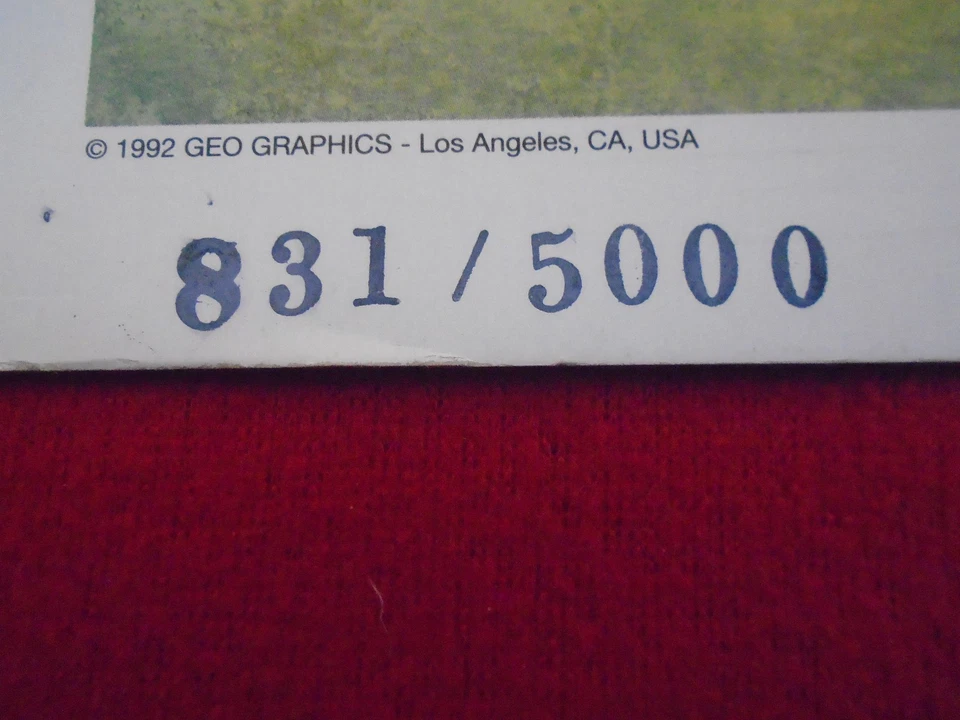 © 1992 GEO GRAPHICS - Los Angeles, CA, USA
831/5000